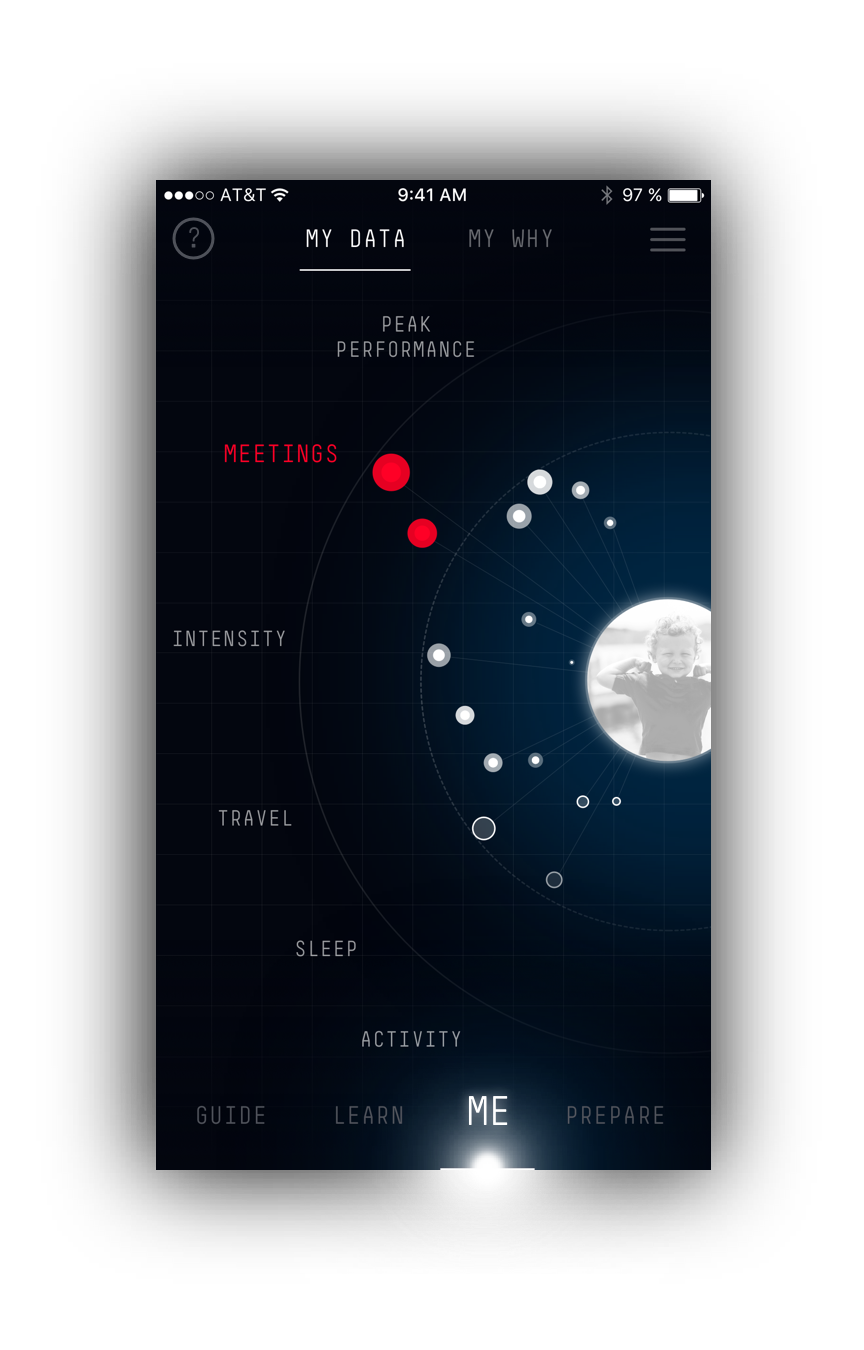 AT&T 9:41 AM 97 %
? MY DATA MY WHY
PEAK
PERFORMANCE
MEETINGS
INTENSITY
TRAVEL
SLEEP
ACTIVITY
GUIDE LEARN ME PREPARE